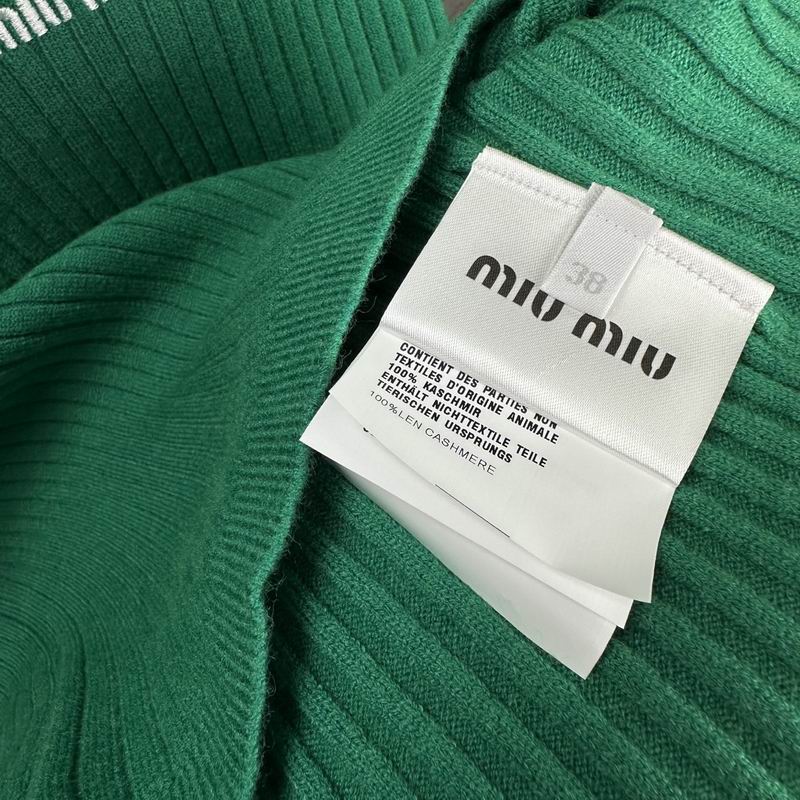 miu
38
miu miu
CONTIENT DES PARTIES NON
TEXTILES D'ORIGINE ANIMALE
100% KASCHMIR
ENTHÄLT NICHTTEXTILE TEILE
TIERISCHEN URSPRUNGS
100%LEN CASHMERE